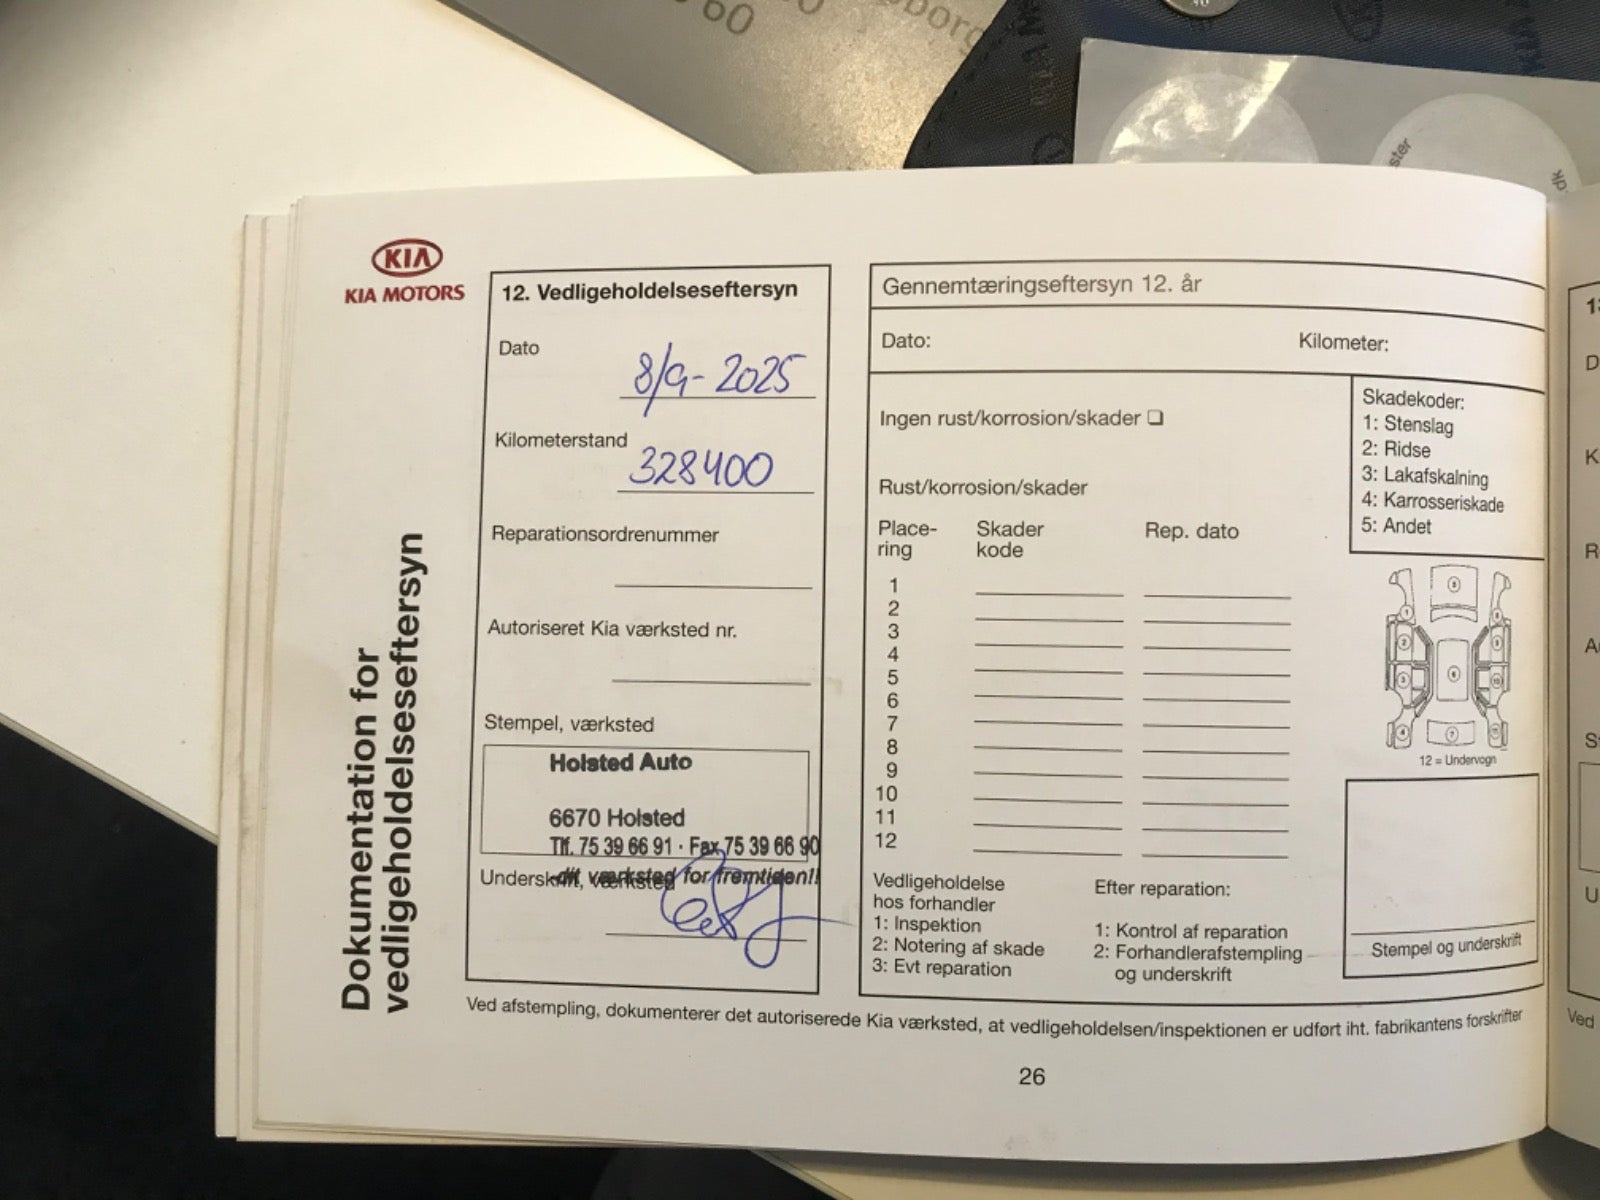 60
KIA
KIA MOTORS
Dokumentation for
vedligeholdelseseftersyn
12. Vedligeholdelseseftersyn
Dato
8/9-2025
Kilometerstand
328400
Reparationsordrenummer
Autoriseret Kia værksted nr.
Stempel, værksted
Holsted Auto
6670 Holsted
Tlf. 75 39 66 91 · Fax 75 39 66 90
-dit værksted for fremtiden!!
Underskrift, værksted
Gennemtæringseftersyn 12. år
Dato:
Kilometer:
Ingen rust/korrosion/skader ❏
Skadekoder:
1: Stenslag
2: Ridse
3: Lakafskalning
4: Karrosseriskade
5: Andet
Rust/korrosion/skader
Place-
ring
Skader
kode
Rep. dato
1
2
3
4
5
6
7
8
9
10
11
12
12 = Undervogn
Vedligeholdelse
hos forhandler
1: Inspektion
2: Notering af skade
3: Evt reparation
Efter reparation:
1: Kontrol af reparation
2: Forhandlerafstempling
og underskrift
Stempel og underskrift
Ved afstempling, dokumenterer det autoriserede Kia værksted, at vedligeholdelsen/inspektionen er udført iht. fabrikantens forskrifter
26
Ved